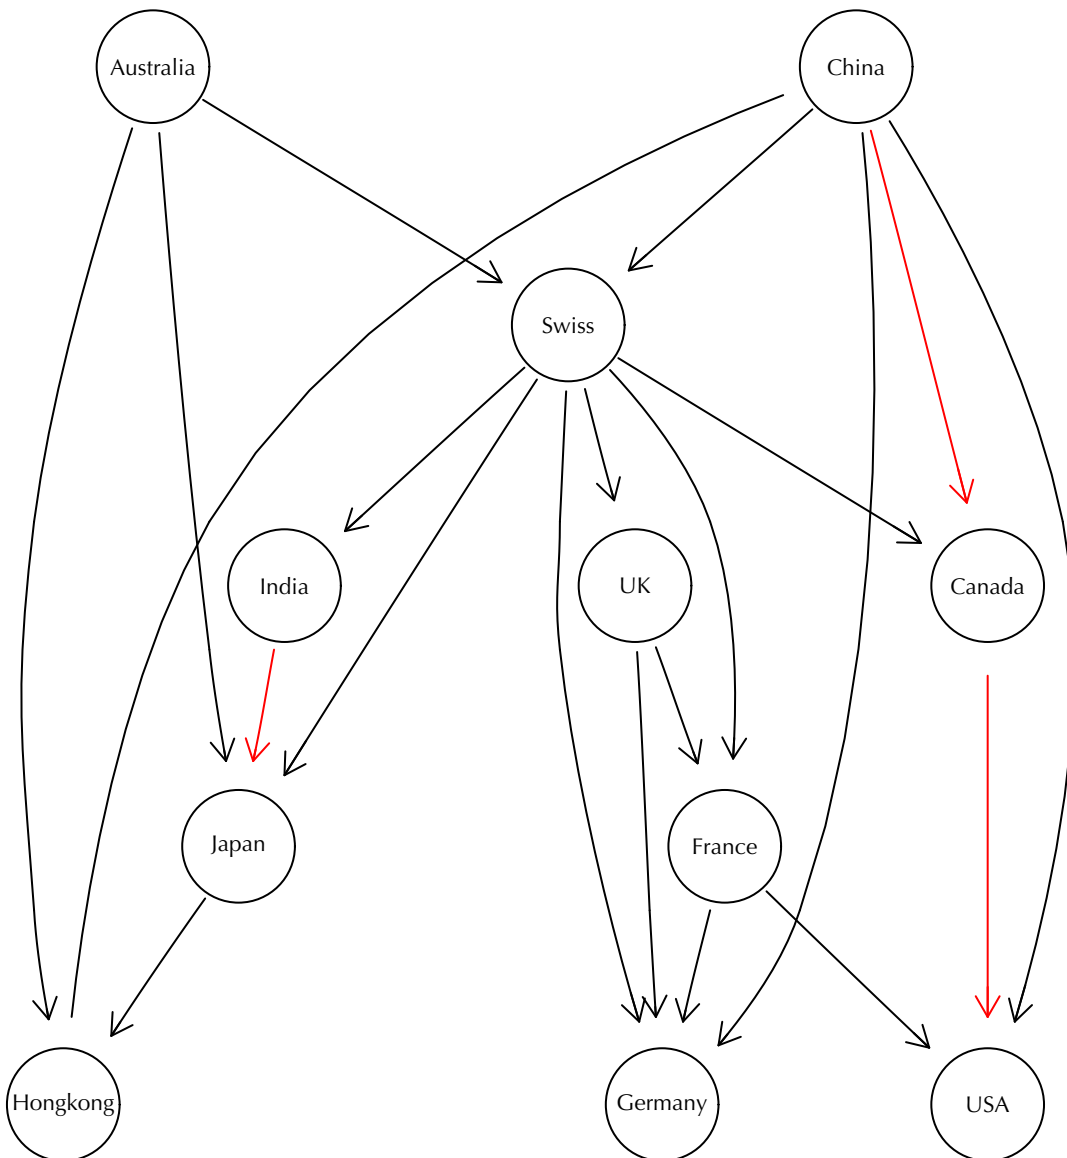 Australia
China
Swiss
India
UK
Canada
Japan
France
Hongkong
Germany
USA